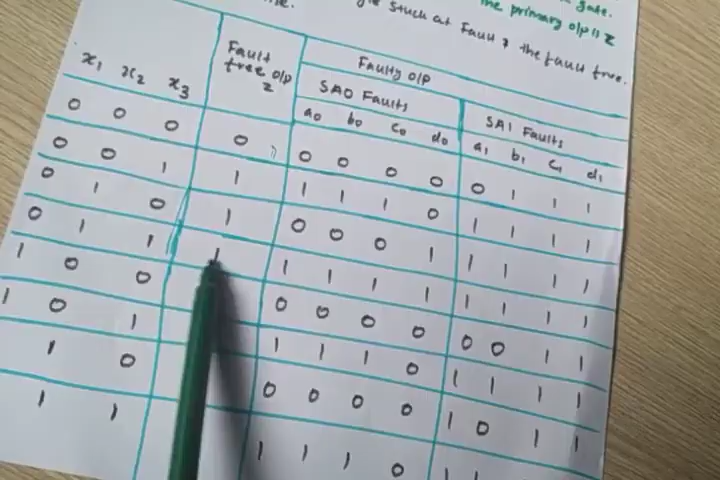 gate.
the primary o/p is z
stuck at fault & the fault free.
x1 x2 x3 Fault free o/p z Faulty o/p
SA0 Faults SA1 Faults
a0 b0 c0 d0 a1 b1 c1 d1
0 0 0 0 0 0 0 0 0 1 1 1
0 0 1 1 1 1 1 0 1 1 1 1
0 1 0 1 0 0 0 1 1 1 1 1
0 1 1 1 1 1 1 1 1 1 1 1
1 0 0 0 0 0 0 0 0 1 1
1 0 1 1 1 1 0 1 1 1 1
1 0 0 0 0 0 1 0 1 1
1 1 1 1 1 0 1 1